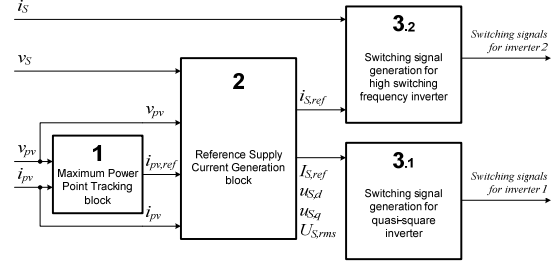 i_S
v_S
v_pv
i_pv
1
Maximum Power
Point Tracking
block
v_pv
i_pv,ref
i_pv
2
Reference Supply
Current Generation
block
i_S,ref
I_S,ref
u_S,d
u_S,q
U_S,rms
3.2
Switching signal
generation for
high switching
frequency inverter
3.1
Switching signal
generation for
quasi-square
inverter
Switching signals
for inverter 2
Switching signals
for inverter 1